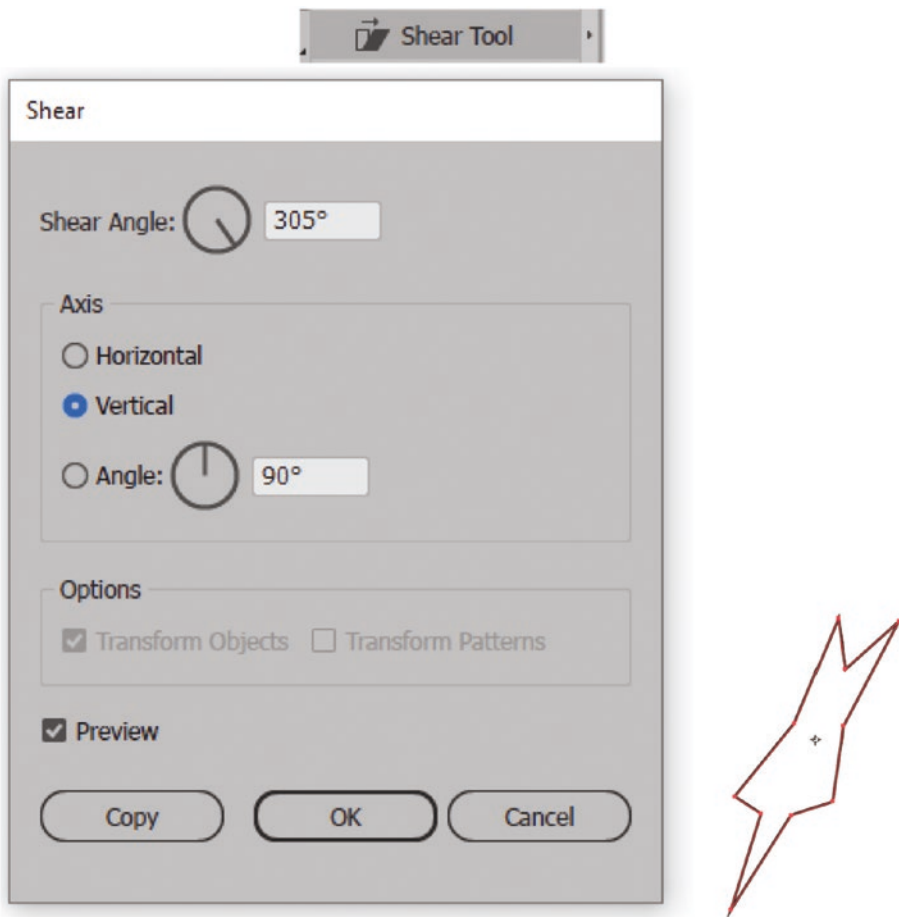 Shear Tool
Shear
Shear Angle: 305°
Axis
Horizontal
Vertical
Angle: 90°
Options
Transform Objects Transform Patterns
Preview
Copy OK Cancel